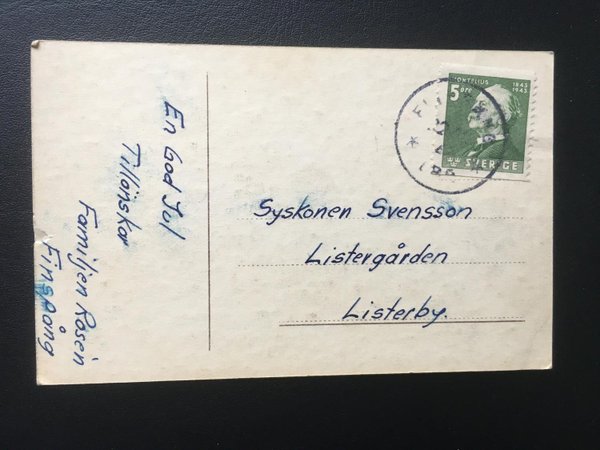 En God Jul
Tillönskar
Familjen Rosén
Finspång
MONTELIUS
1843
1943
5 öre
SVERIGE
Syskonen Svensson
Listergården
Listerby.